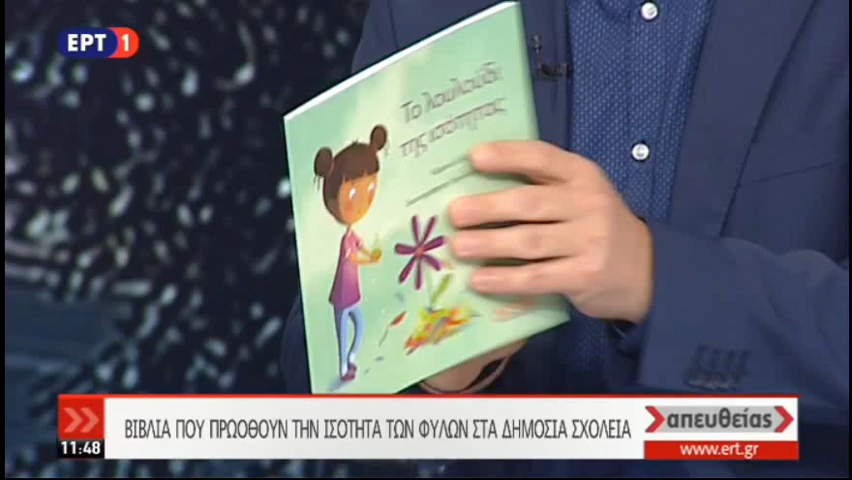 ΕΡΤ 1
Το λουλούδι
της ισότητας
ΒΙΒΛΙΑ ΠΟΥ ΠΡΩΟΘΟΥΝ ΤΗΝ ΙΣΟΤΗΤΑ ΤΩΝ ΦΥΛΩΝ ΣΤΑ ΔΗΜΟΣΙΑ ΣΧΟΛΕΙΑ
απευθείας
11:48
www.ert.gr